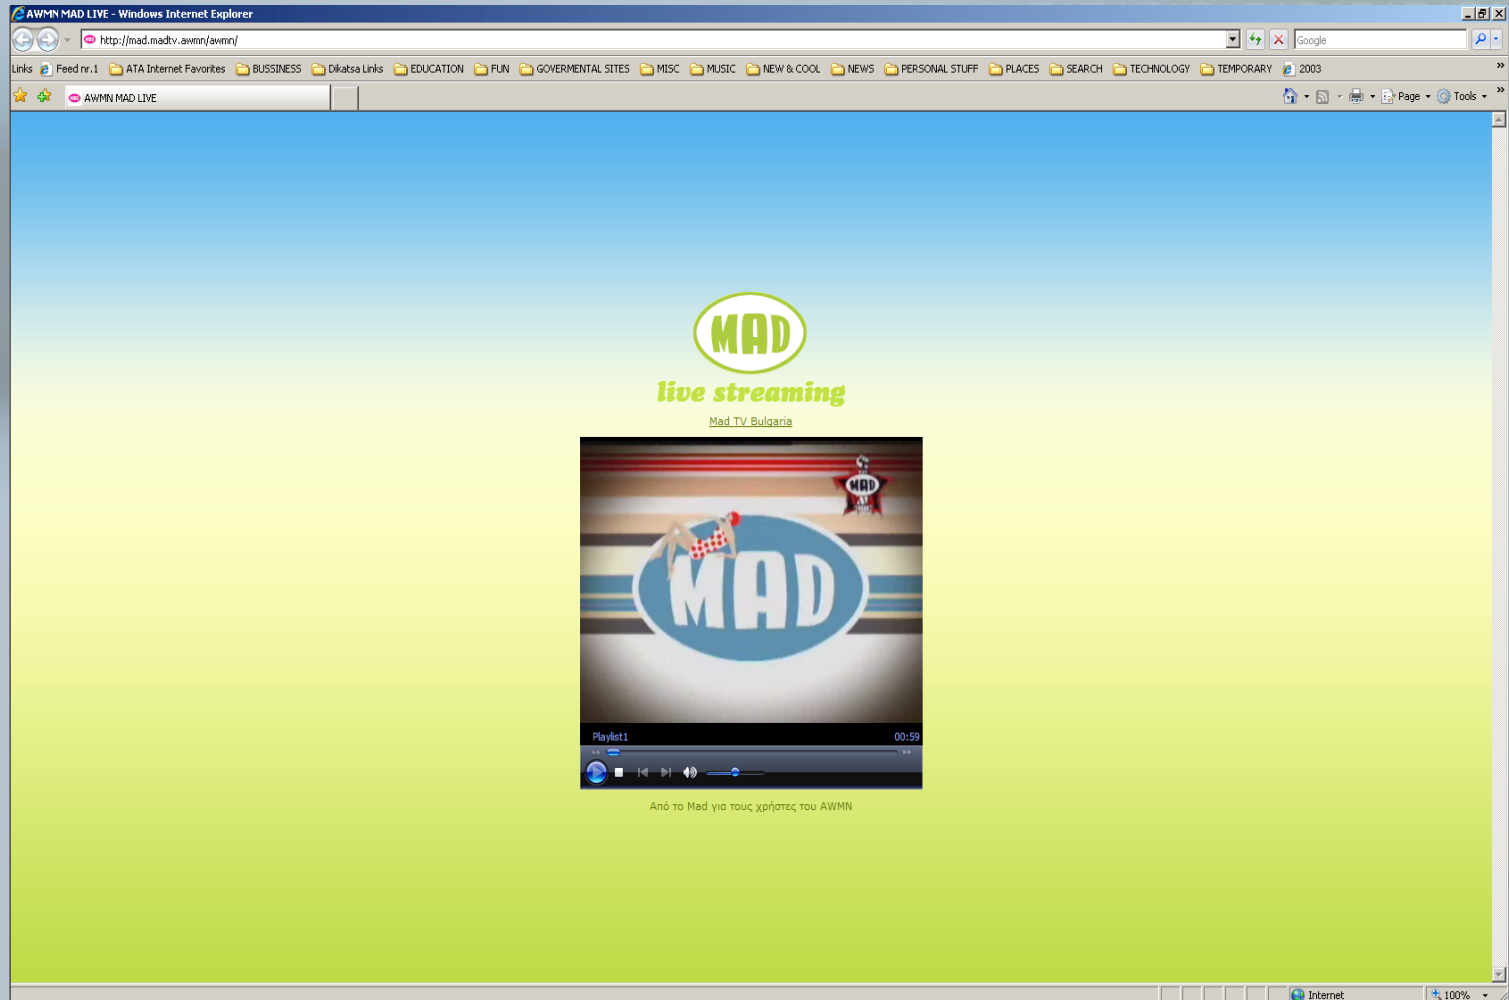 AWMN MAD LIVE - Windows Internet Explorer
http://mad.madtv.awmn/awmn/
Google
Links Feed nr.1 ATA Internet Favorites BUSSINESS Dikatsa Links EDUCATION FUN GOVERMENTAL SITES MISC MUSIC NEW & COOL NEWS PERSONAL STUFF PLACES SEARCH TECHNOLOGY TEMPORARY 2003 »
AWMN MAD LIVE
Page Tools »
MAD
live streaming
Mad TV Bulgaria
MAD
MAD
Playlist1 00:59
Από το Mad για τους χρήστες του AWMN
Internet 100%